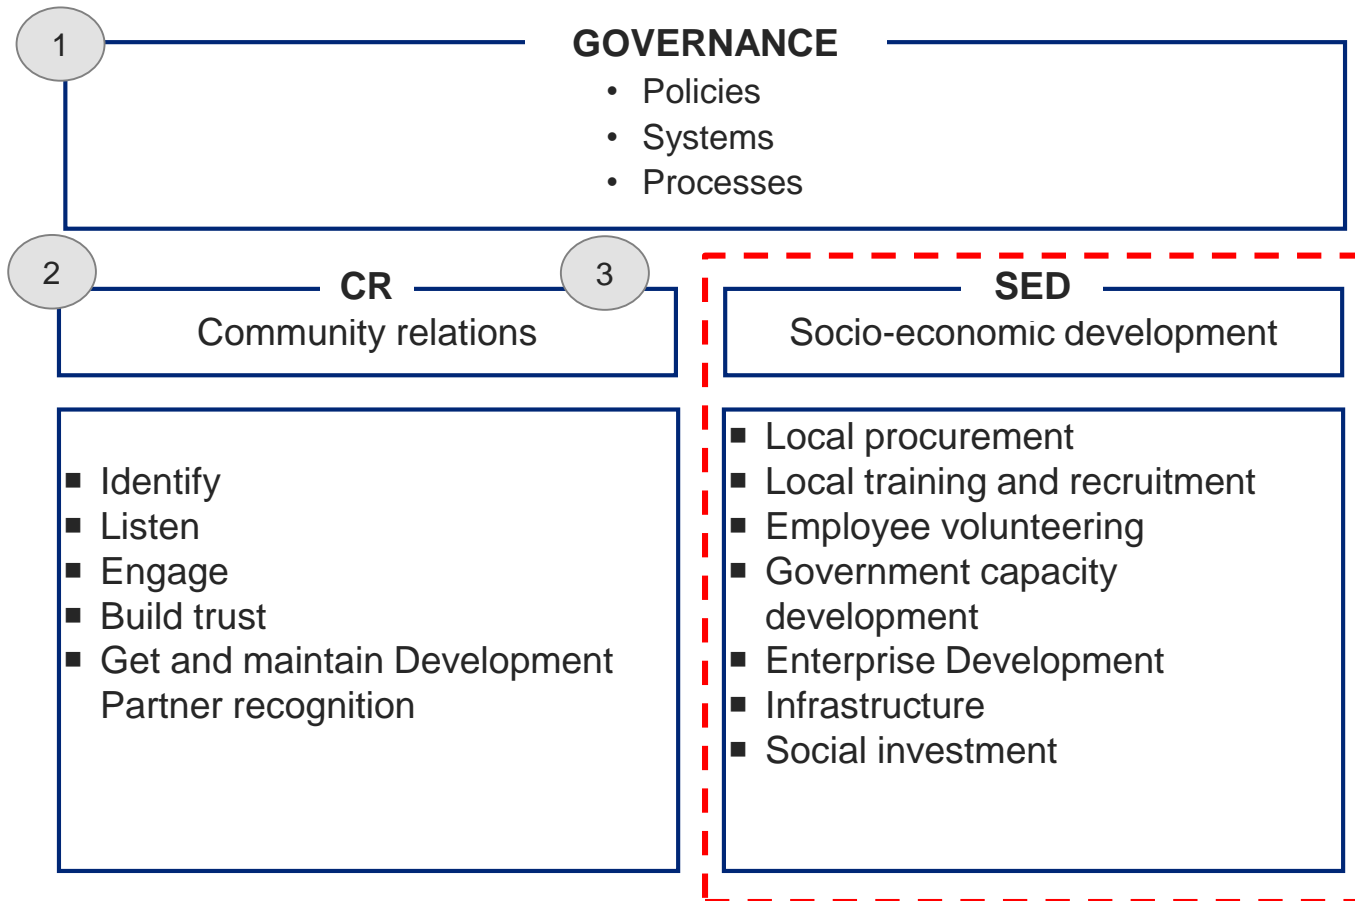 1
GOVERNANCE
• Policies
• Systems
• Processes
2
CR
Community relations
▪ Identify
▪ Listen
▪ Engage
▪ Build trust
▪ Get and maintain Development
Partner recognition
3
SED
Socio-economic development
▪ Local procurement
▪ Local training and recruitment
▪ Employee volunteering
▪ Government capacity
development
▪ Enterprise Development
▪ Infrastructure
▪ Social investment